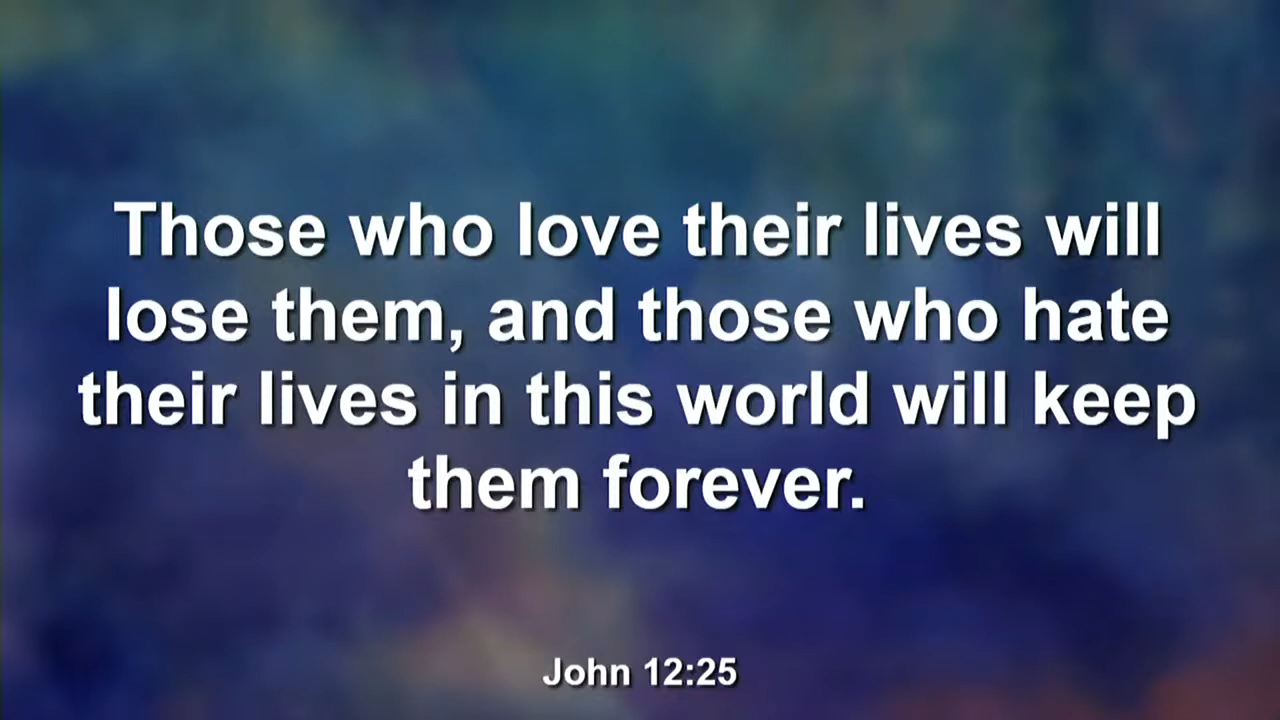 Those who love their lives will
lose them, and those who hate
their lives in this world will keep
them forever.
John 12:25